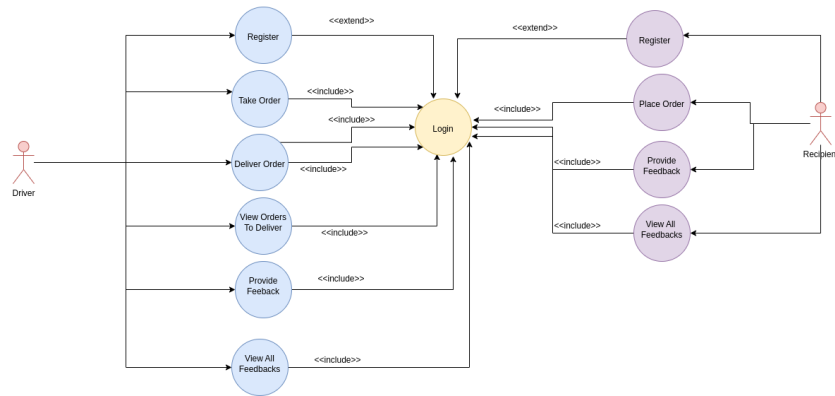 <<extend>>
<<extend>>
Register
Register
<<include>>
Take Order
<<include>>
Place Order
<<include>>
Login
Deliver Order
<<include>>
<<include>>
Provide
Feedback
Driver
Recipien
View Orders
To Deliver
<<include>>
<<include>>
View All
Feedbacks
Provide
Feeback
<<include>>
View All
Feedbacks
<<include>>